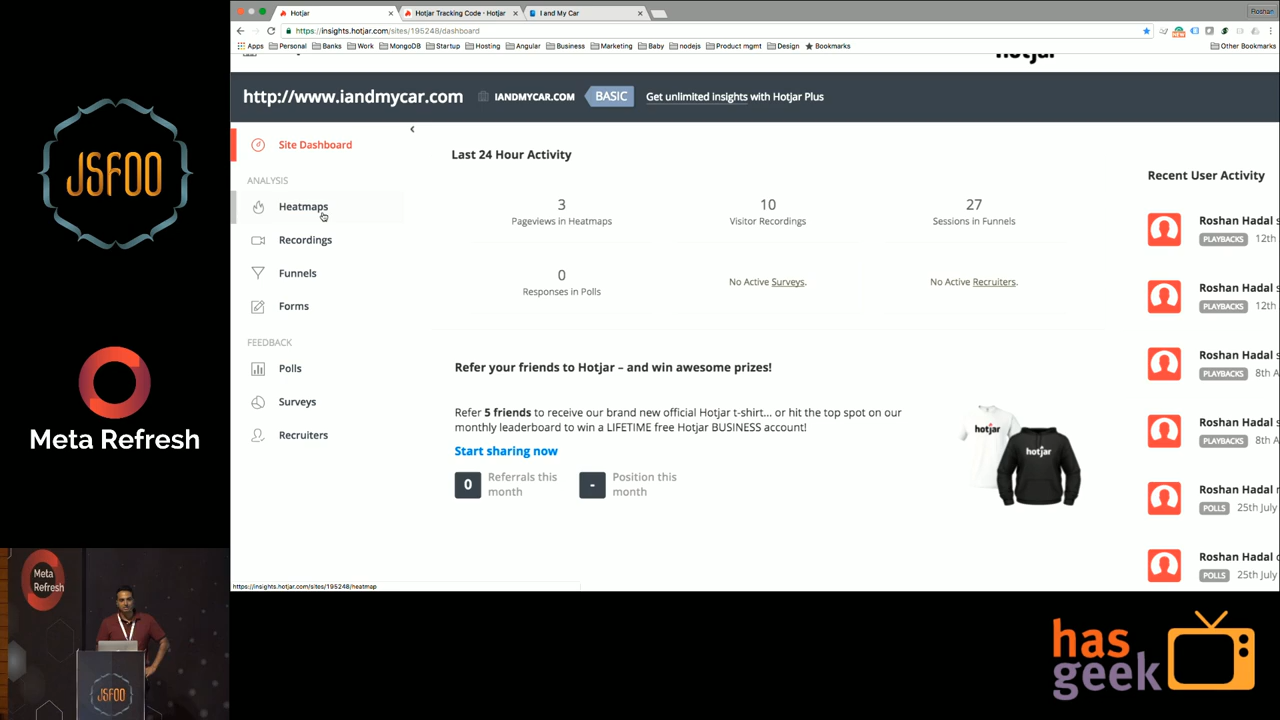 Hotjar
Hotjar Tracking Code - Hotjar
I and My Car
Roshan
https://insights.hotjar.com/sites/195248/dashboard
Apps Personal Banks Work MongoDB Startup Hosting Angular Business Marketing Baby nodejs Product mgmt Design Bookmarks Other Bookmarks
hotjar
http://www.iandmycar.com IANDMYCAR.COM BASIC Get unlimited insights with Hotjar Plus
Site Dashboard
ANALYSIS
Heatmaps
Recordings
Funnels
Forms
FEEDBACK
Polls
Surveys
Recruiters
Last 24 Hour Activity
3
Pageviews in Heatmaps
10
Visitor Recordings
27
Sessions in Funnels
0
Responses in Polls
No Active Surveys.
No Active Recruiters.
Refer your friends to Hotjar – and win awesome prizes!
Refer 5 friends to receive our brand new official Hotjar t-shirt... or hit the top spot on our
monthly leaderboard to win a LIFETIME free Hotjar BUSINESS account!
Start sharing now
0 Referrals this
month
- Position this
month
hotjar
hotjar
Recent User Activity
Roshan Hadal s
PLAYBACKS 12th
Roshan Hadal s
PLAYBACKS 12th
Roshan Hadal s
PLAYBACKS 8th A
Roshan Hadal s
PLAYBACKS 8th A
Roshan Hadal r
POLLS 25th July
Roshan Hadal c
POLLS 25th July
https://insights.hotjar.com/sites/195248/heatmap
JSFOO
Meta Refresh
Meta
Refresh
JSFOO
has
geek